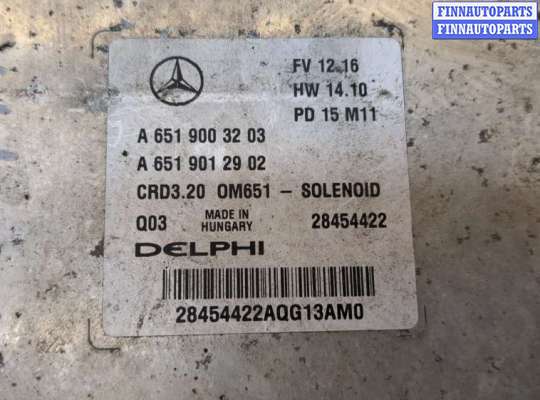 FINNAUTOPARTS
FINNAUTOPARTS
FV 12.16
HW 14.10
PD 15 M11
A 651 900 32 03
A 651 901 29 02
CRD3.20 OM651 - SOLENOID
Q03 MADE IN HUNGARY 28454422
DELPHI
28454422AQG13AM0